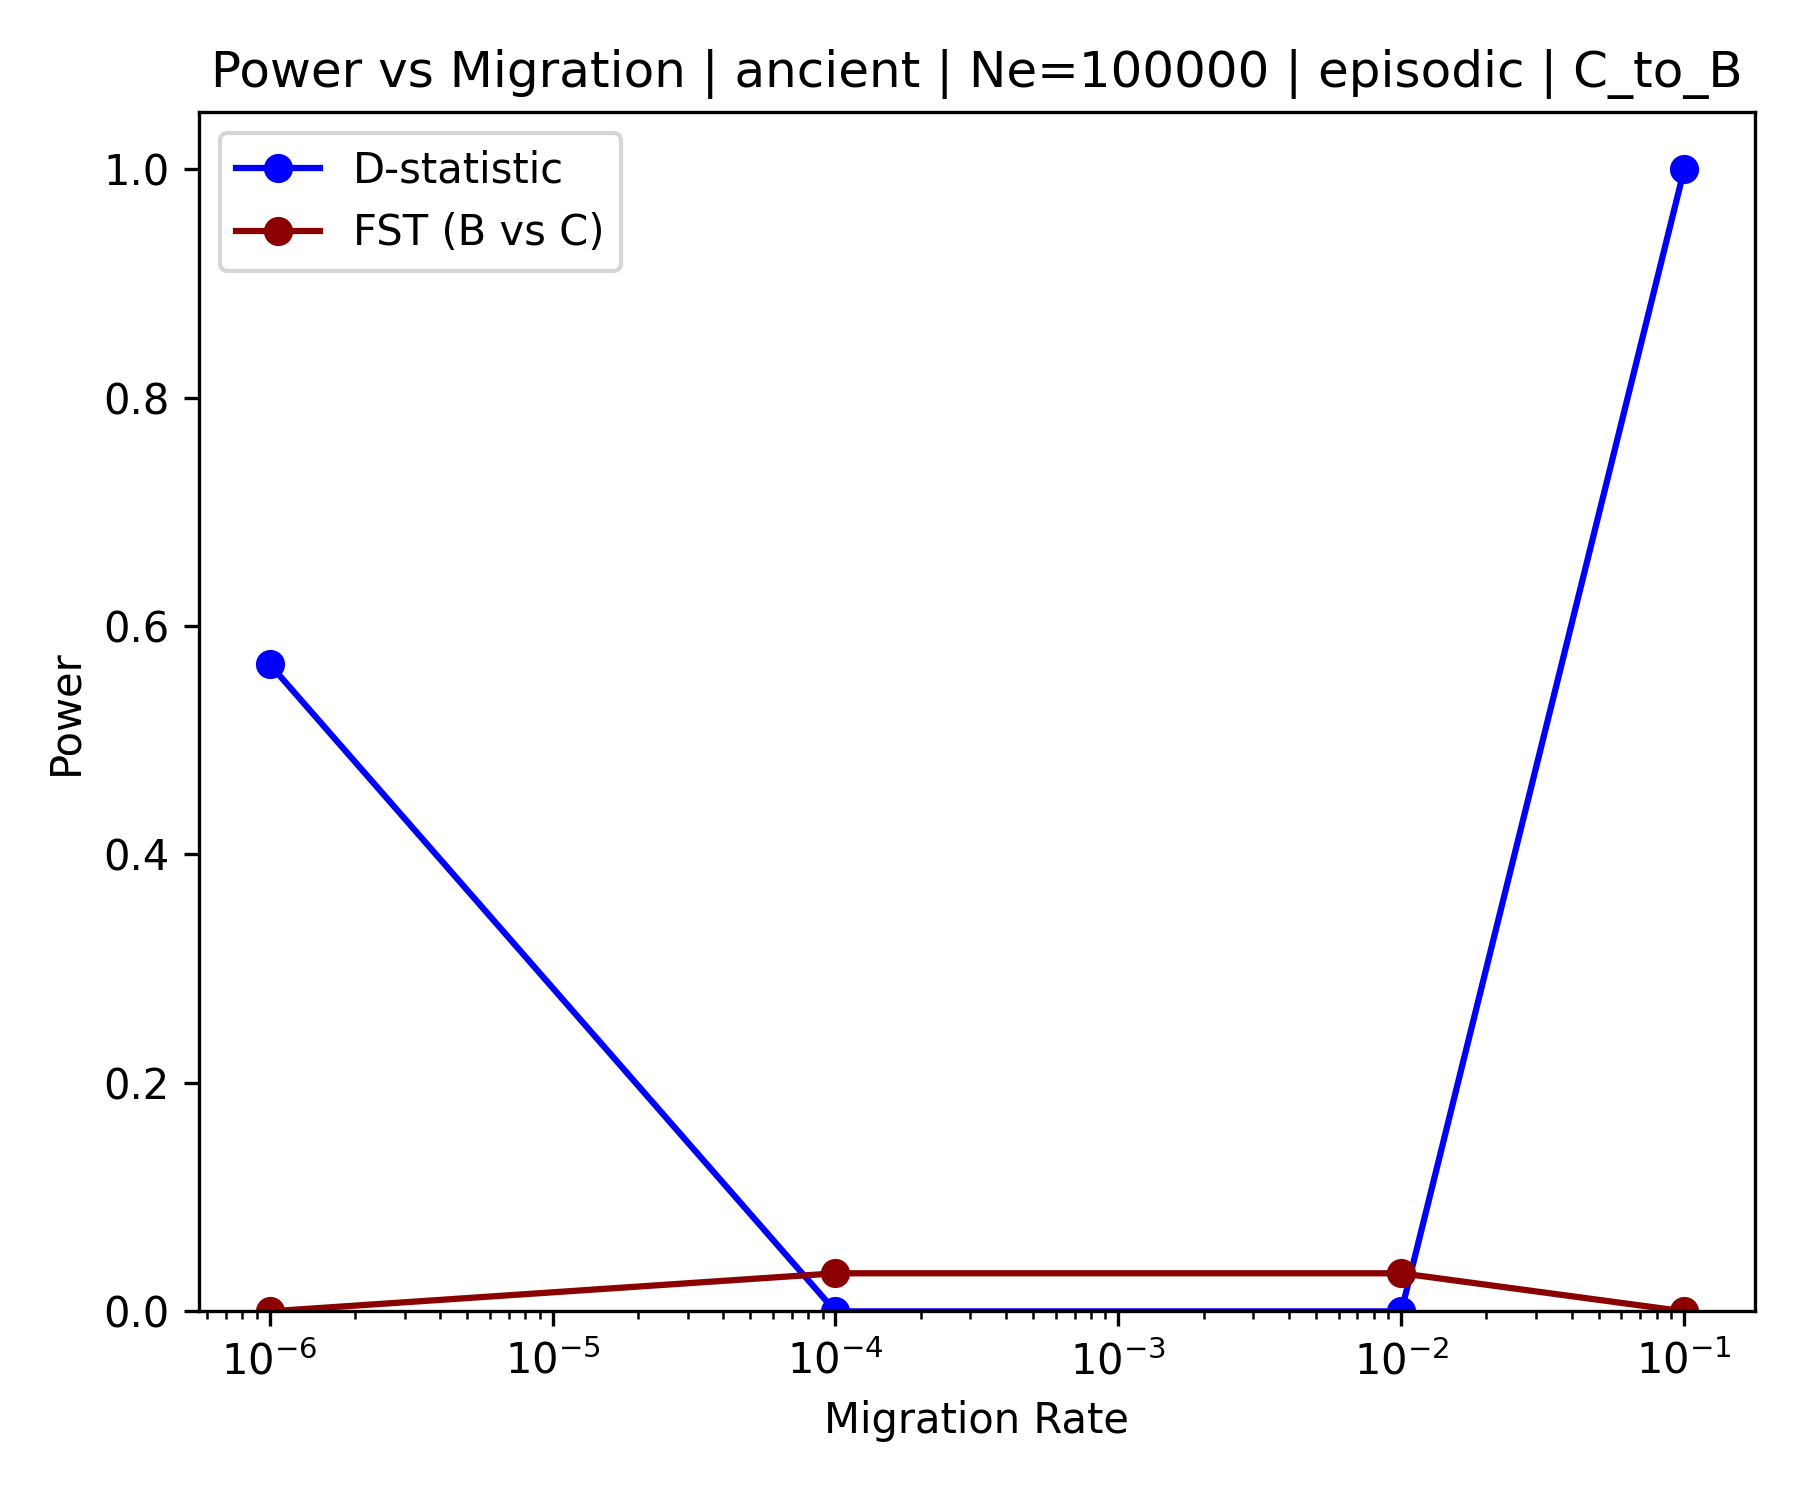 Power vs Migration | ancient | Ne=100000 | episodic | C_to_B
D-statistic
FST (B vs C)
1.0
0.8
0.6
0.4
0.2
0.0
Power
10⁻⁶ 10⁻⁵ 10⁻⁴ 10⁻³ 10⁻² 10⁻¹
Migration Rate